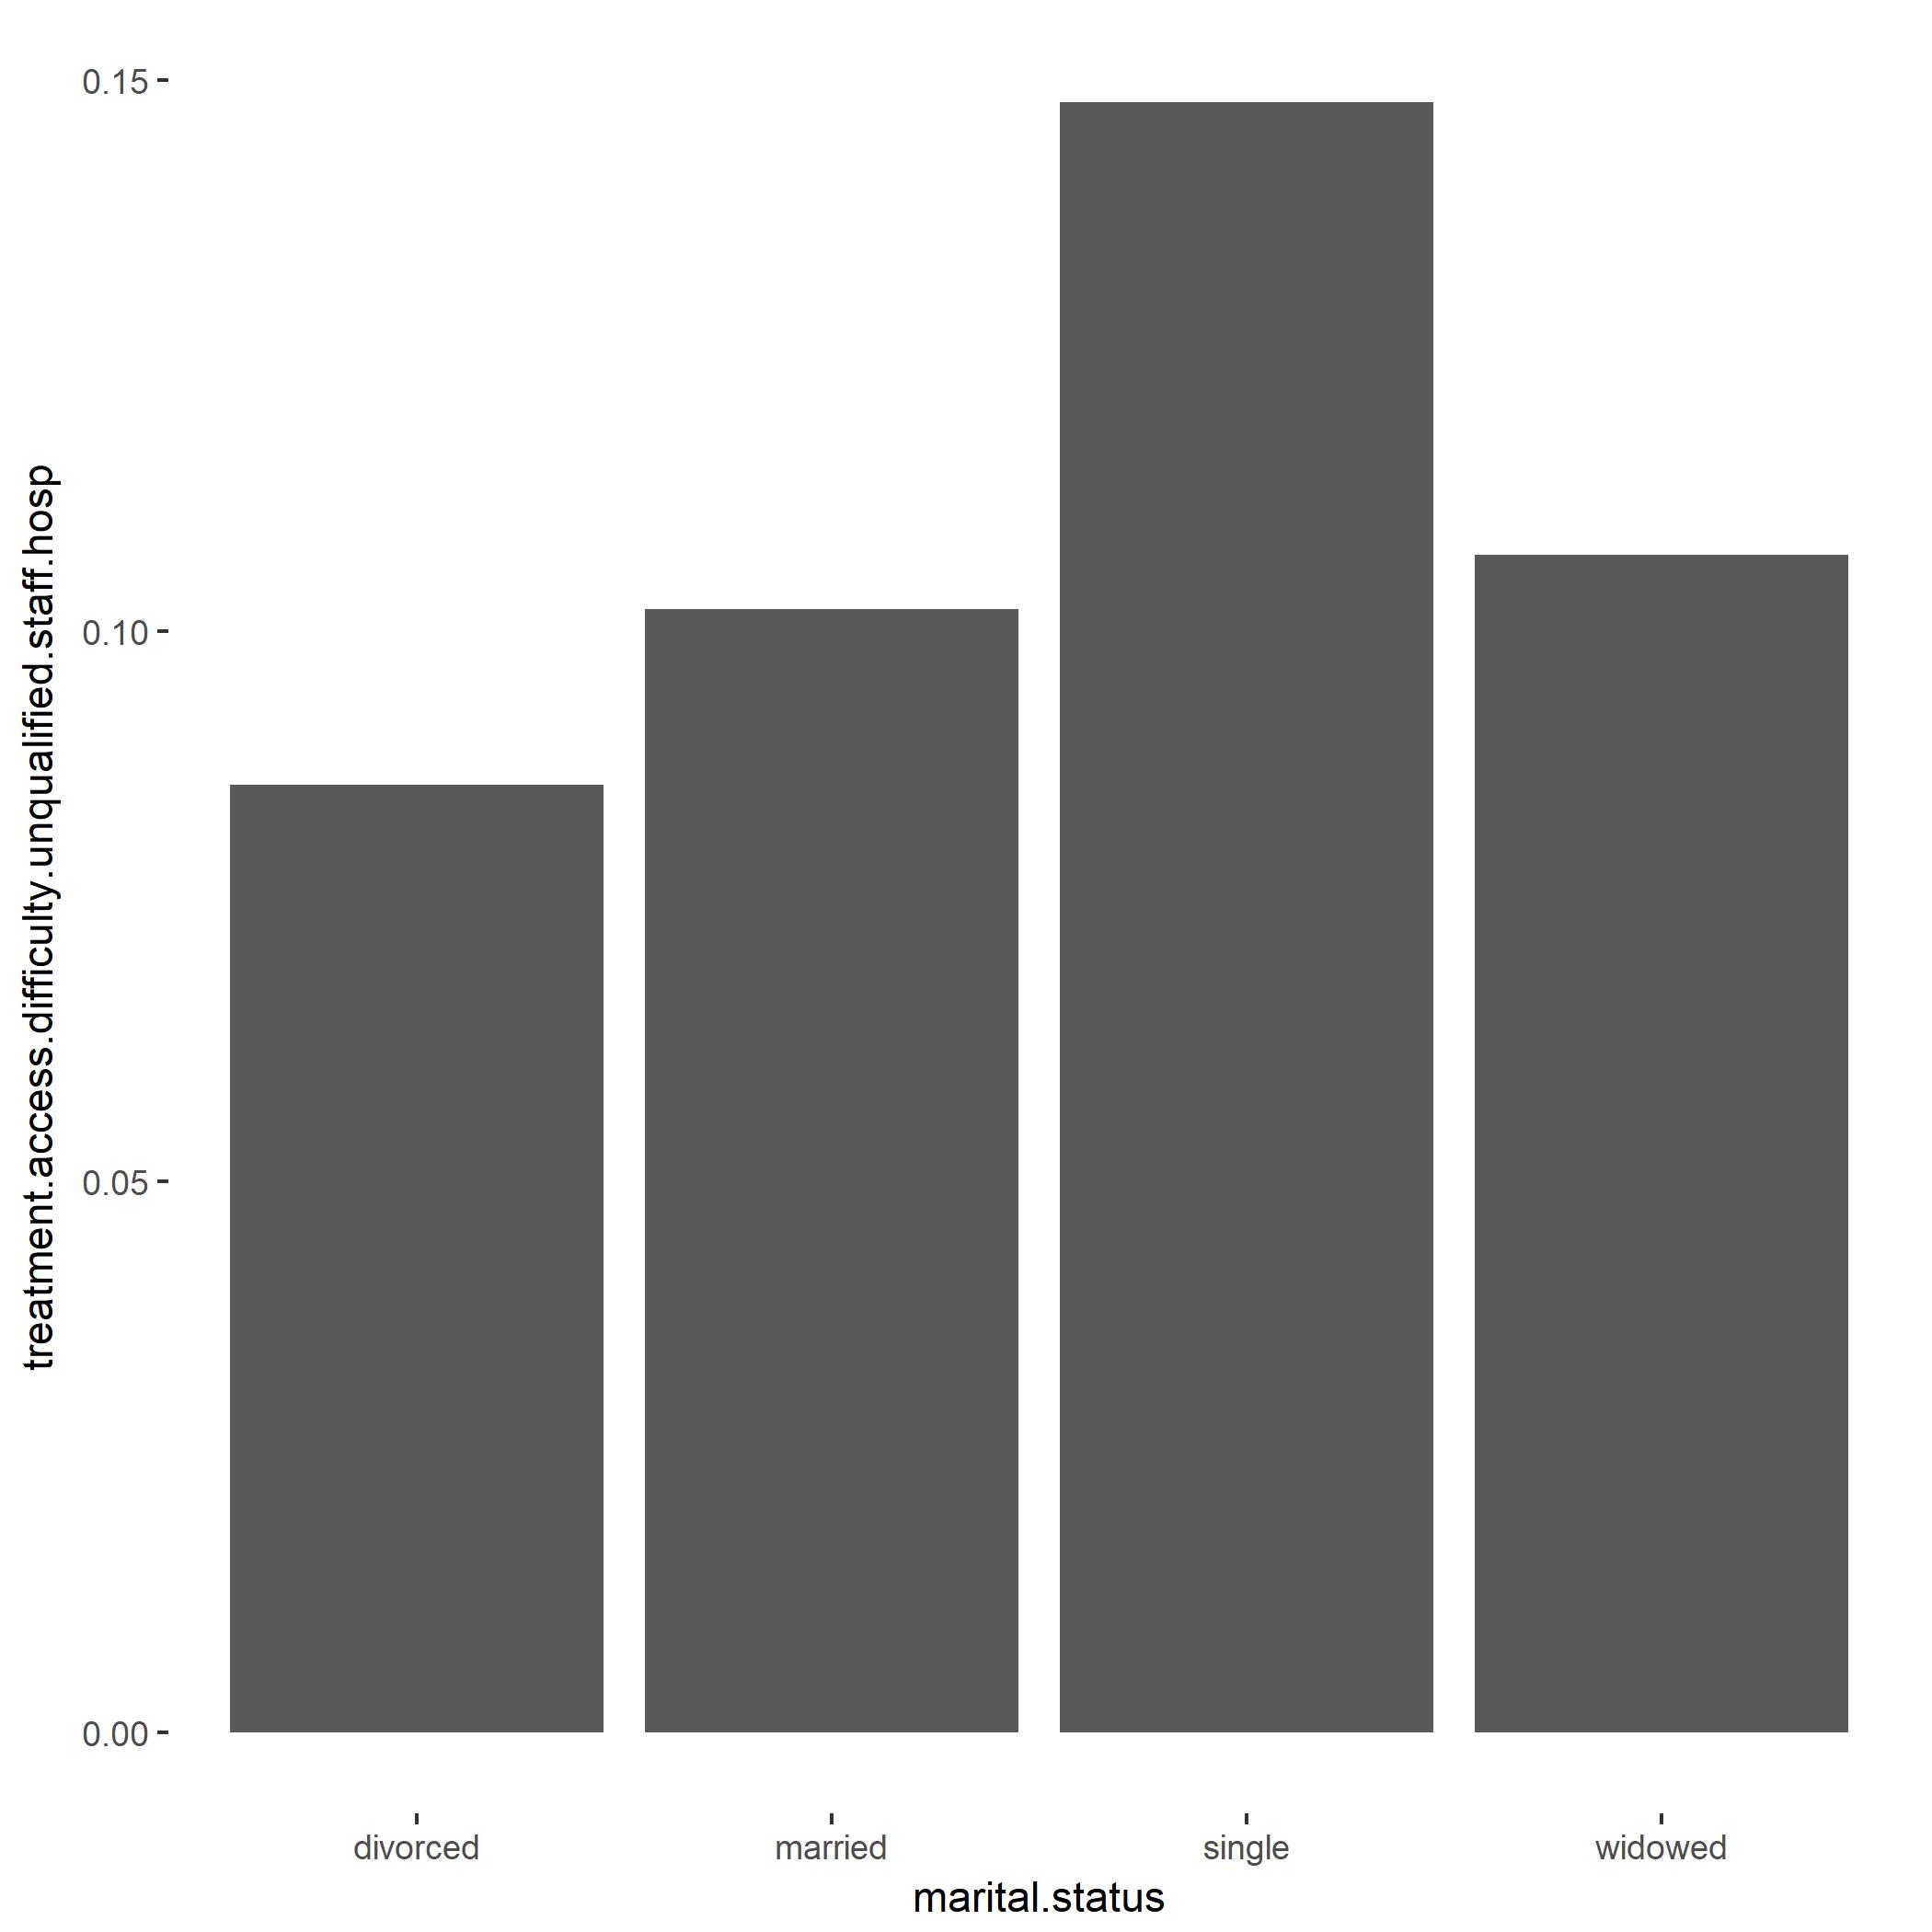 treatment.access.difficulty.unqualified.staff.hosp
0.15
0.10
0.05
0.00
divorced married single widowed
marital.status